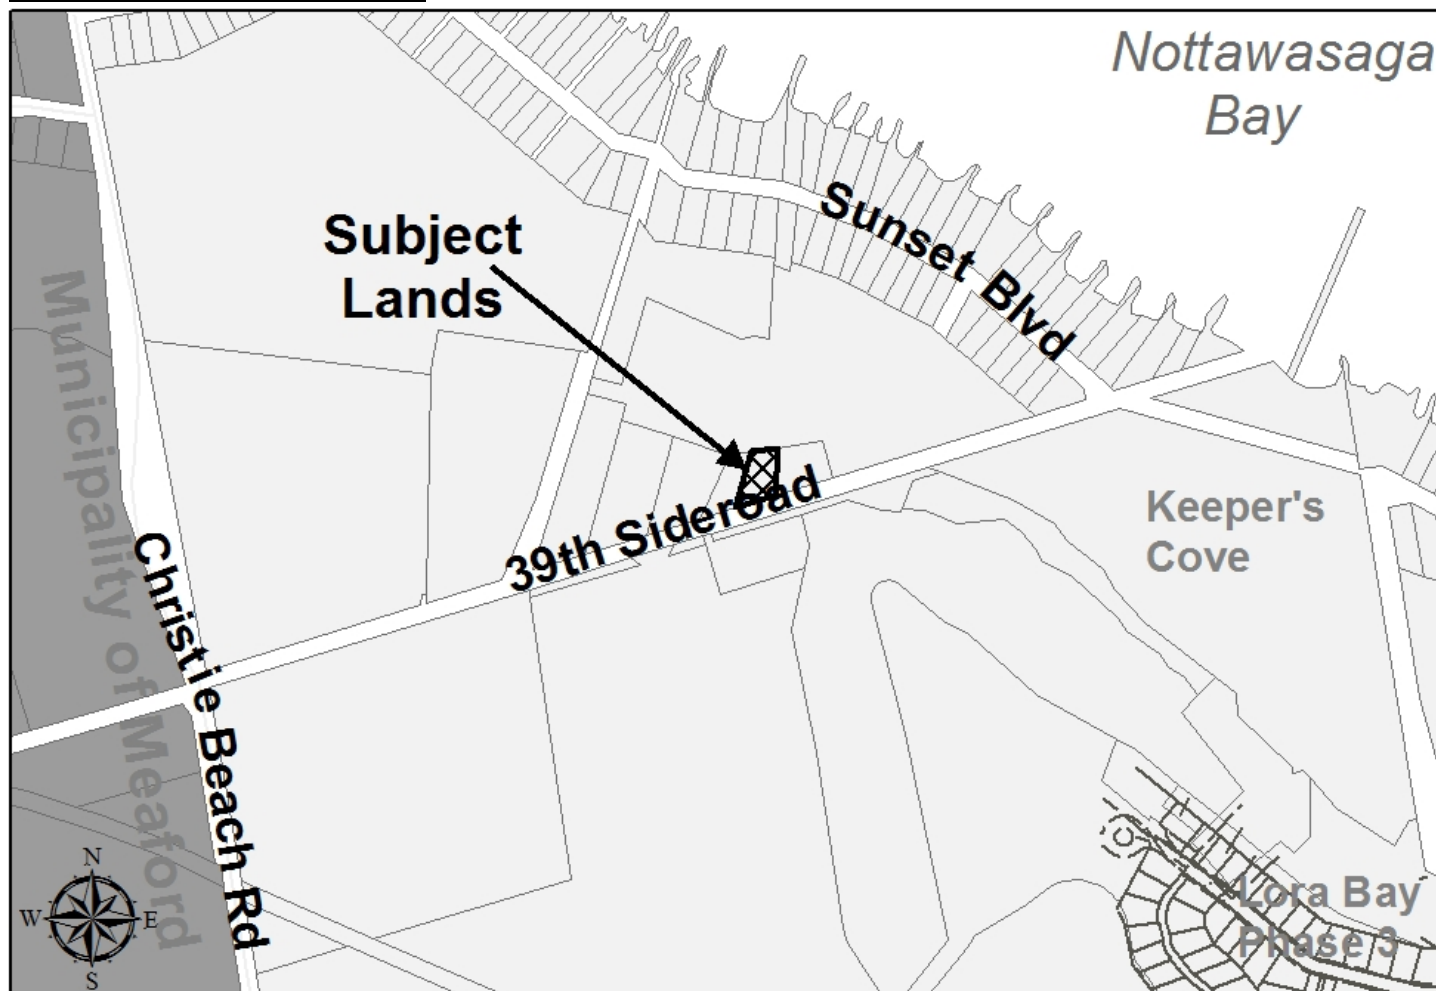 Nottawasaga
Bay
Sunset Blvd
Subject
Lands
Municipality of Meaford
39th Sideroad
Keeper's
Cove
Christie Beach Rd
Lora Bay
Phase 3
N
W E
S